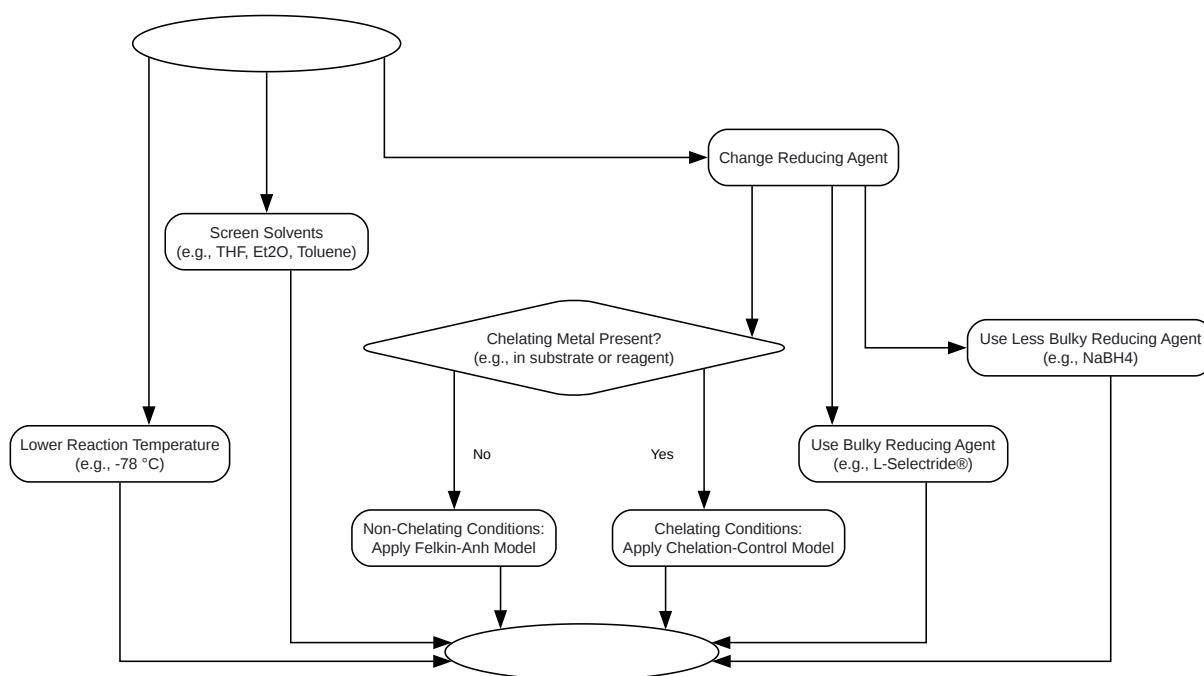 Change Reducing Agent
Screen Solvents
(e.g., THF, Et2O, Toluene)
Chelating Metal Present?
(e.g., in substrate or reagent)
Use Less Bulky Reducing Agent
(e.g., NaBH4)
Lower Reaction Temperature
(e.g., -78 °C)
No
Yes
Use Bulky Reducing Agent
(e.g., L-Selectride®)
Non-Chelating Conditions:
Apply Felkin-Anh Model
Chelating Conditions:
Apply Chelation-Control Model